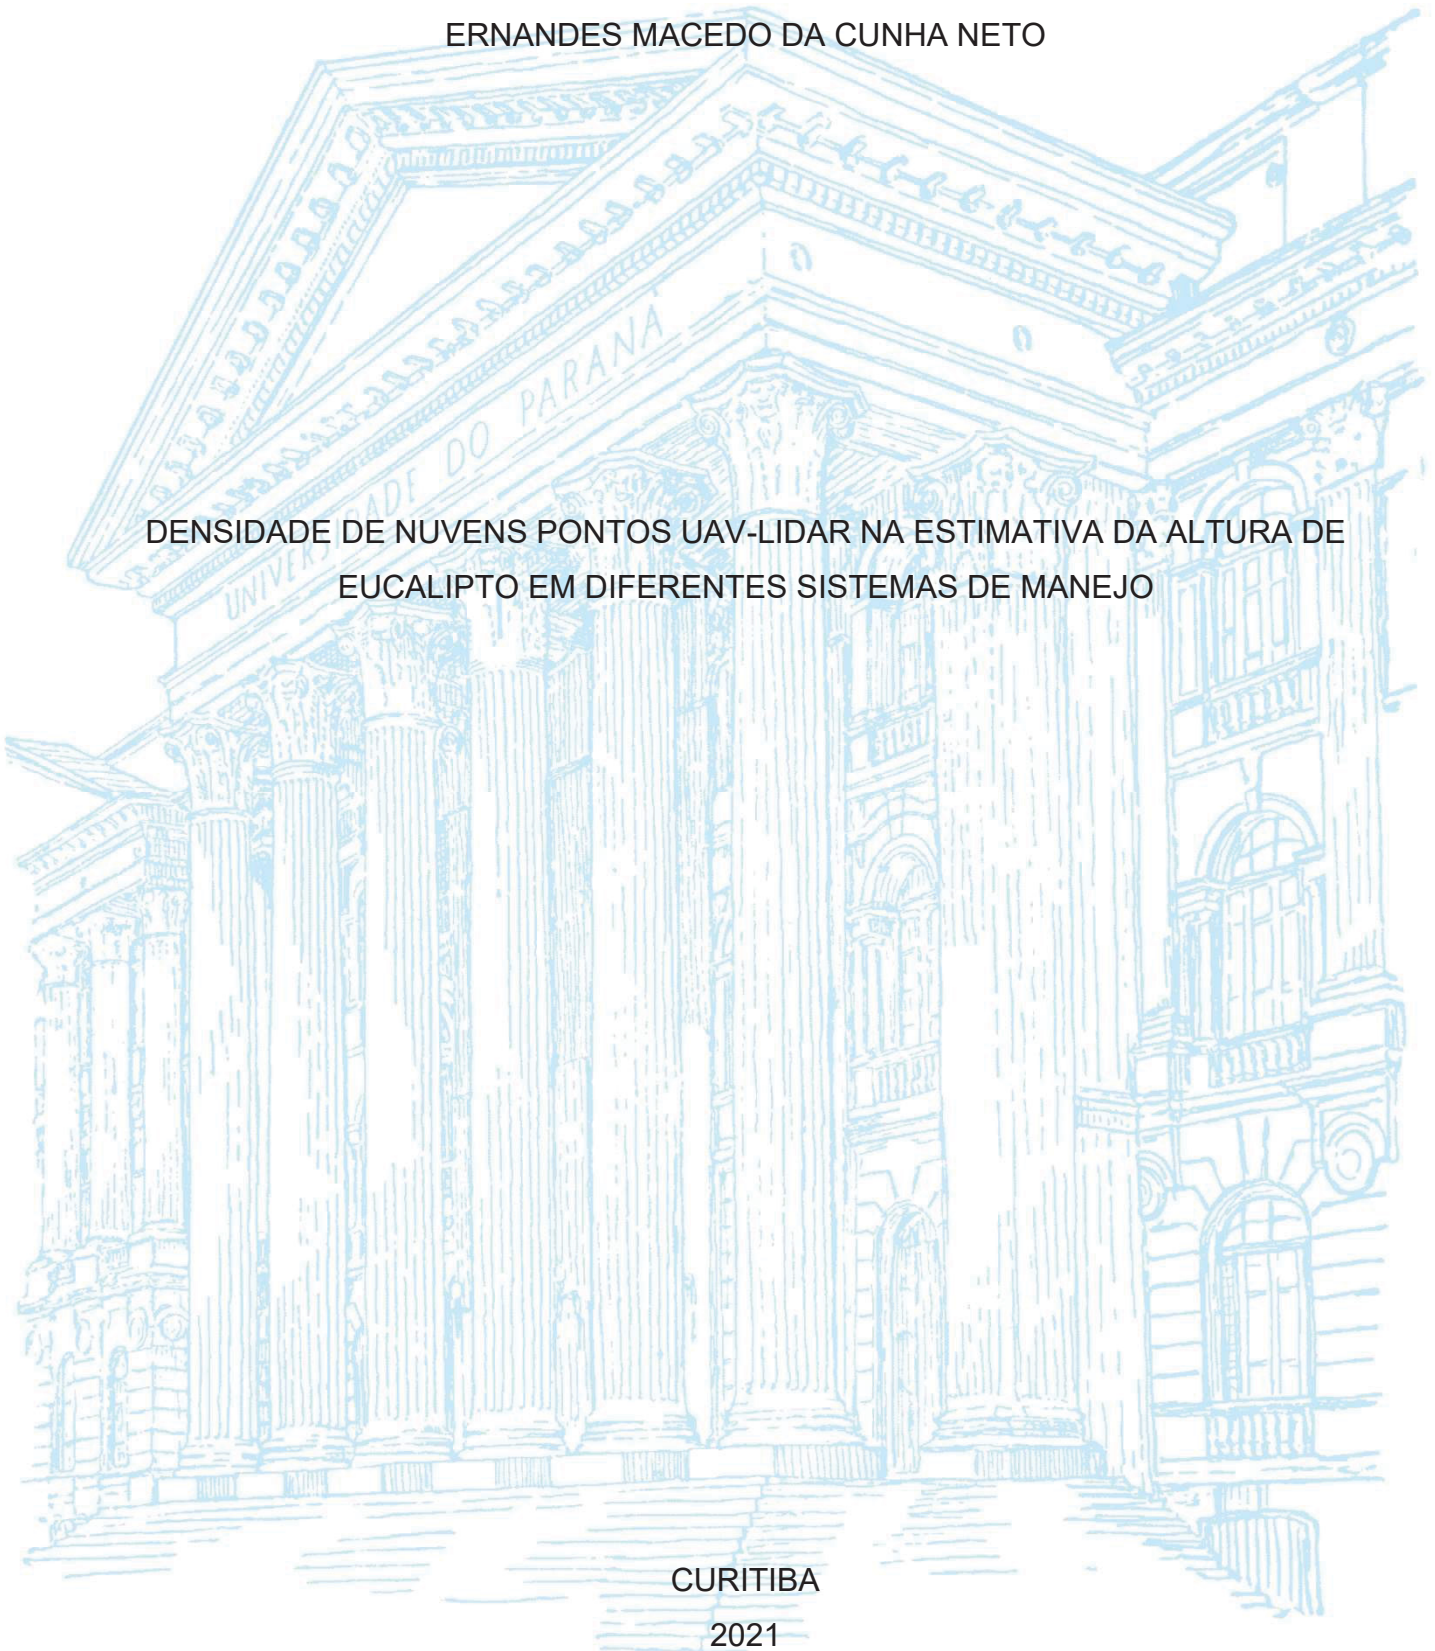 ERNANDES MACEDO DA CUNHA NETO
UNIVERSIDADE DO PARANÁ
DENSIDADE DE NUVENS PONTOS UAV-LIDAR NA ESTIMATIVA DA ALTURA DE
EUCALIPTO EM DIFERENTES SISTEMAS DE MANEJO
CURITIBA
2021